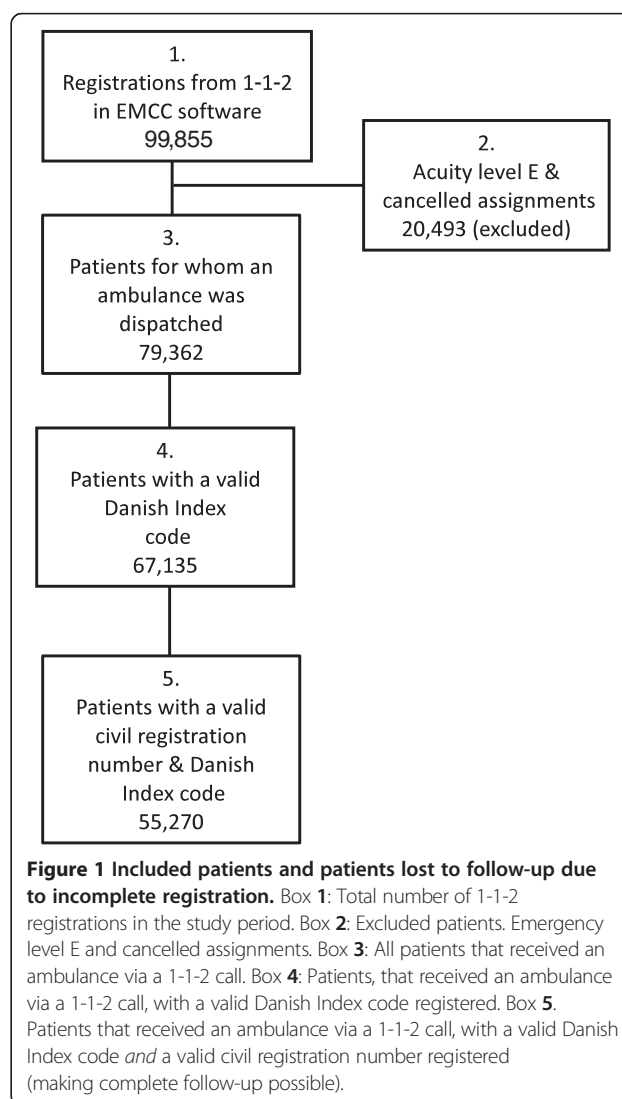 1.
Registrations from 1-1-2
in EMCC software
99,855
2.
Acuity level E &
cancelled assignments
20,493 (excluded)
3.
Patients for whom an
ambulance was
dispatched
79,362
4.
Patients with a valid
Danish Index
code
67,135
5.
Patients with a valid
civil registration
number & Danish
Index code
55,270
Figure 1 Included patients and patients lost to follow-up due
to incomplete registration. Box 1: Total number of 1-1-2
registrations in the study period. Box 2: Excluded patients. Emergency
level E and cancelled assignments. Box 3: All patients that received an
ambulance via a 1-1-2 call. Box 4: Patients, that received an ambulance
via a 1-1-2 call, with a valid Danish Index code registered. Box 5.
Patients that received an ambulance via a 1-1-2 call, with a valid Danish
Index code and a valid civil registration number registered
(making complete follow-up possible).